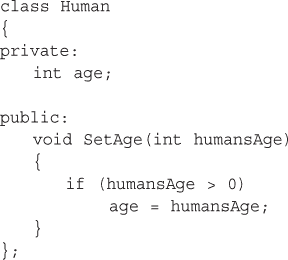 class Human
{
private:
    int age;

public:
    void SetAge(int humansAge)
    {
        if (humansAge > 0)
            age = humansAge;
    }
};